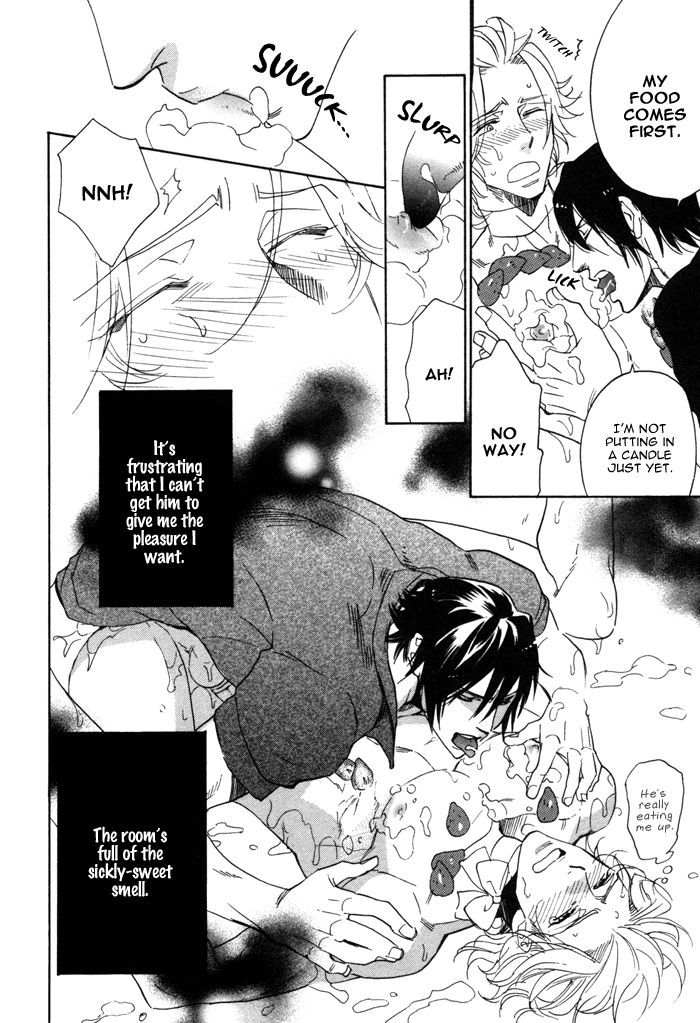 MY
FOOD
COMES
FIRST.
TWITCH
LICK
I'M NOT
PUTTING IN
A CANDLE
JUST YET.
NO
WAY!
SLURP
AH!
SUUUCK...
NNH!
It's
frustrating
that I can't
get him to
give me the
pleasure I
want.
He's
really
eating
me up.
The room's
full of the
sickly-sweet
smell.